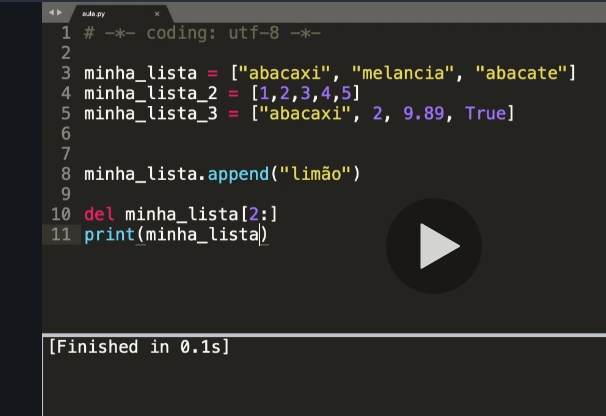 aula.py ×
1 # -*- coding: utf-8 -*-
2
3 minha_lista = ["abacaxi", "melancia", "abacate"]
4 minha_lista_2 = [1,2,3,4,5]
5 minha_lista_3 = ["abacaxi", 2, 9.89, True]
6
7
8 minha_lista.append("limão")
9
10 del minha_lista[2:]
11 print(minha_lista)
[Finished in 0.1s]